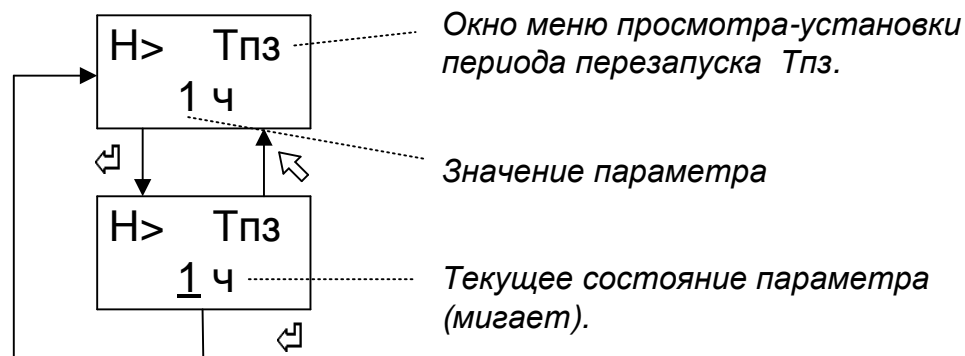 Н> Тпз
1 ч
Окно меню просмотра-установки
периода перезапуска Тпз.
Значение параметра
Н> Тпз
1 ч
Текущее состояние параметра
(мигает).